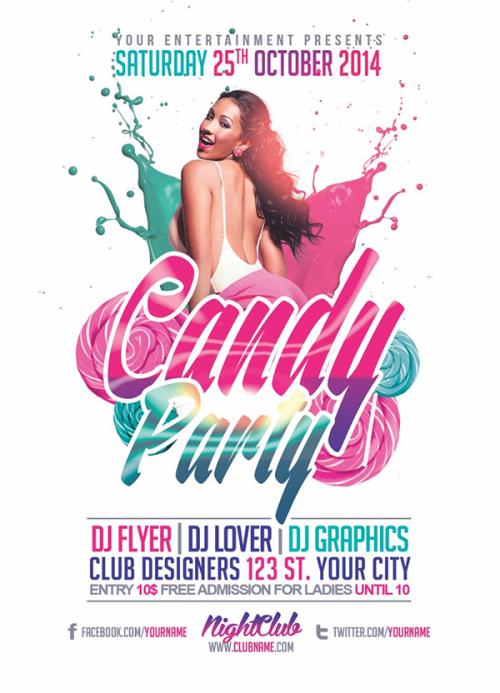 YOUR ENTERTAINMENT PRESENTS
SATURDAY 25TH OCTOBER 2014
Candy
Party
DJ FLYER | DJ LOVER | DJ GRAPHICS
CLUB DESIGNERS 123 ST. YOUR CITY
ENTRY 10$ FREE ADMISSION FOR LADIES UNTIL 10
FACEBOOK.COM/YOURNAME NightClub TWITTER.COM/YOURNAME
WWW.CLUBNAME.COM